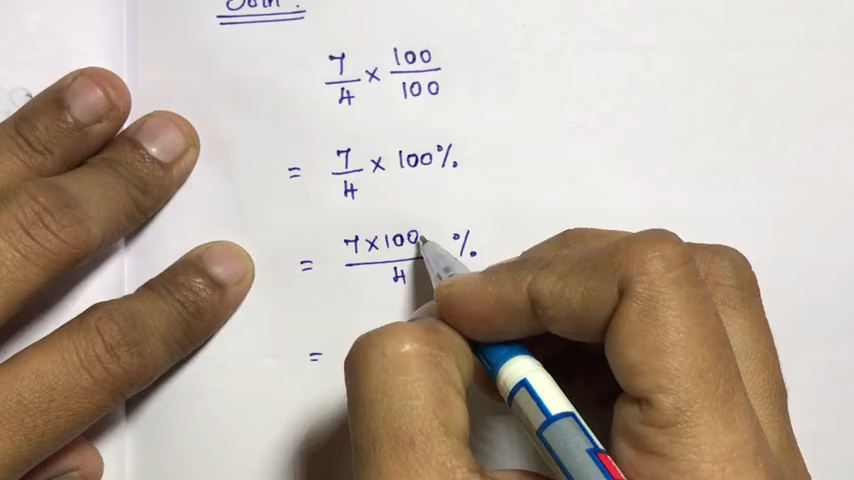 Soln:
7/4 × 100/100
= 7/4 × 100%
= 7×100/4 %
=